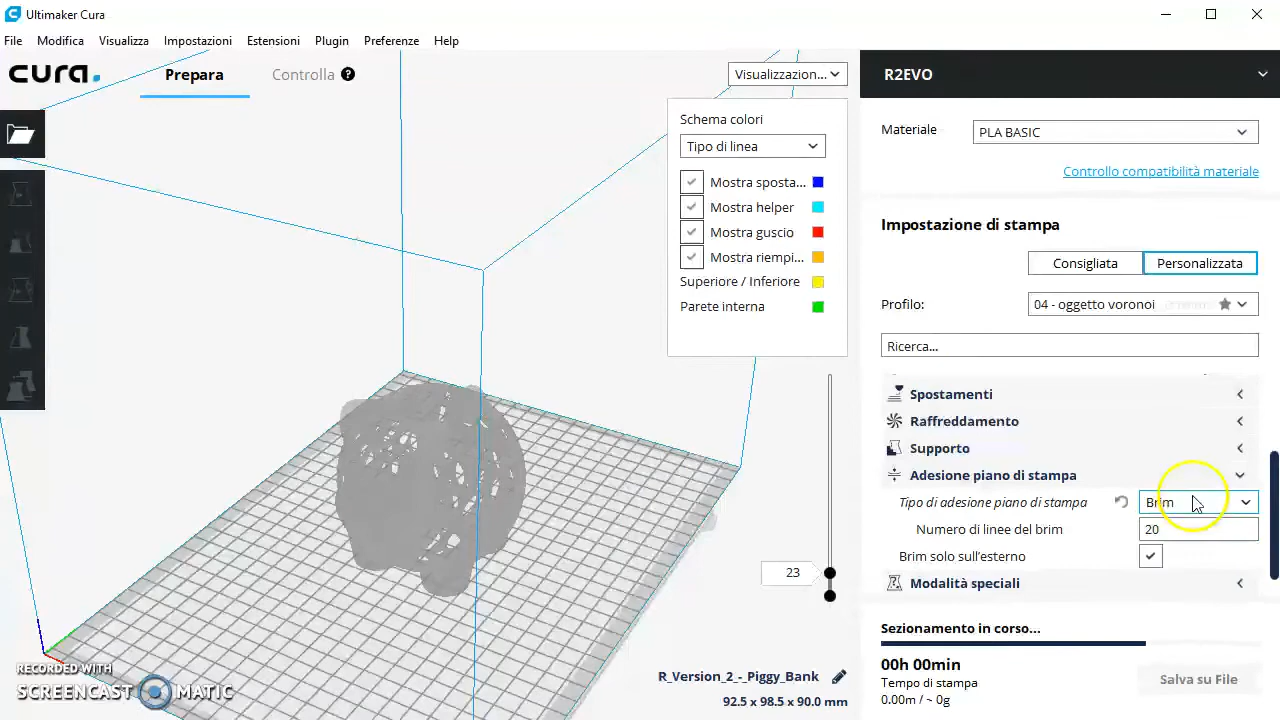 Ultimaker Cura
File Modifica Visualizza Impostazioni Estensioni Plugin Preferenze Help
cura.
Prepara
Controlla ?
Visualizzazion...
R2EVO
Schema colori
Tipo di linea
Mostra sposta...
Mostra helper
Mostra guscio
Mostra riempi...
Superiore / Inferiore
Parete interna
Materiale
PLA BASIC
Controllo compatibilità materiale
Impostazione di stampa
Consigliata
Personalizzata
Profilo:
04 - oggetto voronoi
Ricerca...
Spostamenti
Raffreddamento
Supporto
Adesione piano di stampa
Tipo di adesione piano di stampa
Brim
Numero di linee del brim
20
Brim solo sull'esterno
Modalità speciali
23
Sezionamento in corso...
00h 00min
Tempo di stampa
0.00m / ~ 0g
Salva su File
R_Version_2_-_Piggy_Bank
92.5 x 98.5 x 90.0 mm
RECORDED WITH
SCREENCAST MATIC